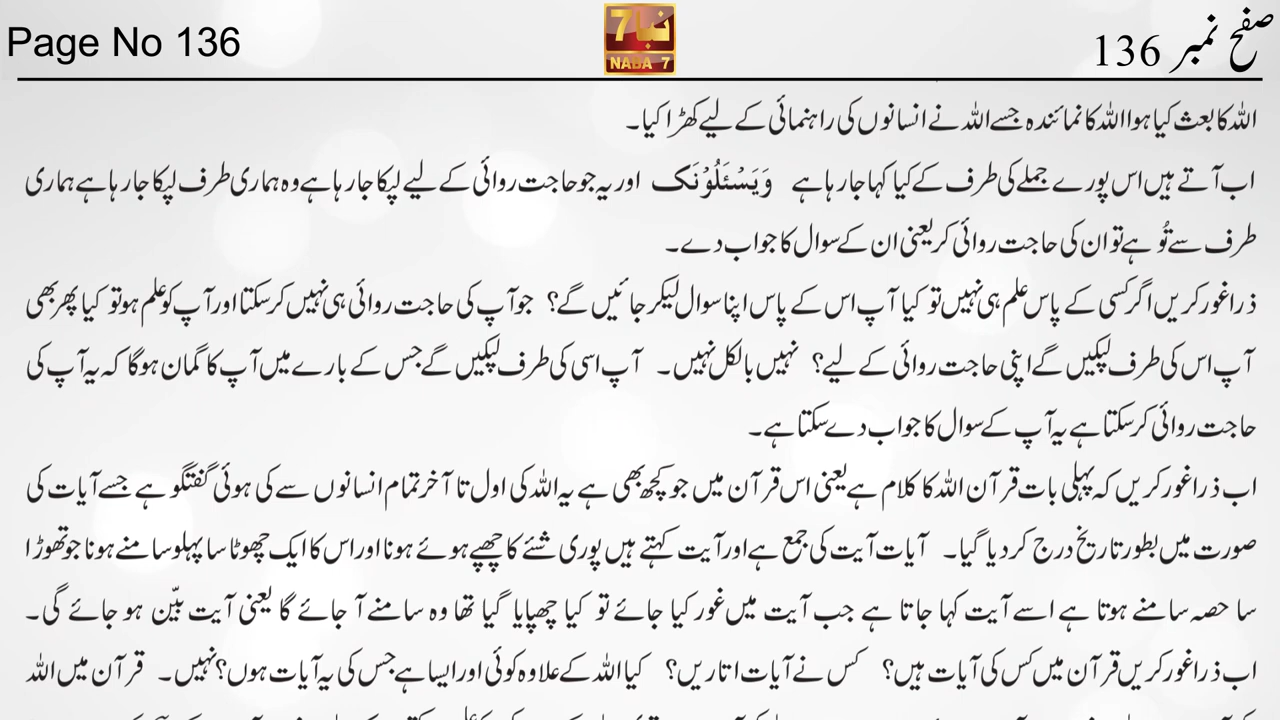 Page No 136
نبا 7
NABA 7
صفحہ نمبر 136
اللہ کا بعث کیا ہوا اللہ کا نمائندہ جسے اللہ نے انسانوں کی راہنمائی کے لیے کھڑا کیا۔
اب آتے ہیں اس پورے جملے کی طرف کے کیا کہا جا رہا ہے وَیَسْئَلُوْنَکَ اور یہ جو حاجت روائی کے لیے لپکا جا رہا ہے وہ ہماری طرف لپکا جا رہا ہے ہماری
طرف سے تُو ہے تو ان کی حاجت روائی کر یعنی ان کے سوال کا جواب دے۔
ذرا غور کریں اگر کسی کے پاس علم ہی نہیں تو کیا آپ اس کے پاس اپنا سوال لیکر جائیں گے؟ جو آپ کی حاجت روائی ہی نہیں کر سکتا اور آپ کو علم ہو تو کیا پھر بھی
آپ اس کی طرف لپکیں گے اپنی حاجت روائی کے لیے؟ نہیں بالکل نہیں۔ آپ اسی کی طرف لپکیں گے جس کے بارے میں آپ کا گمان ہوگا کہ یہ آپ کی
حاجت روائی کر سکتا ہے یہ آپ کے سوال کا جواب دے سکتا ہے۔
اب ذرا غور کریں کہ پہلی بات قرآن اللہ کا کلام ہے یعنی اس قرآن میں جو کچھ بھی ہے یہ اللہ کی اول تا آخر تمام انسانوں سے کی ہوئی گفتگو ہے جسے آیات کی
صورت میں بطور تاریخ درج کر دیا گیا۔ آیات آیت کی جمع ہے اور آیت کہتے ہیں پوری شئے کا چھپے ہوئے ہونا اور اس کا ایک چھوٹا سا پہلو سامنے ہونا جو تھوڑا
سا حصہ سامنے ہوتا ہے اسے آیت کہا جاتا ہے جب آیت میں غور کیا جائے تو کیا چھپایا گیا تھا وہ سامنے آ جائے گا یعنی آیت بیّن ہو جائے گی۔
اب ذرا غور کریں قرآن میں کس کی آیات ہیں؟ کس نے آیات اتاریں؟ کیا اللہ کے علاوہ کوئی اور ایسا ہے جس کی یہ آیات ہوں؟ نہیں۔ قرآن میں اللہ